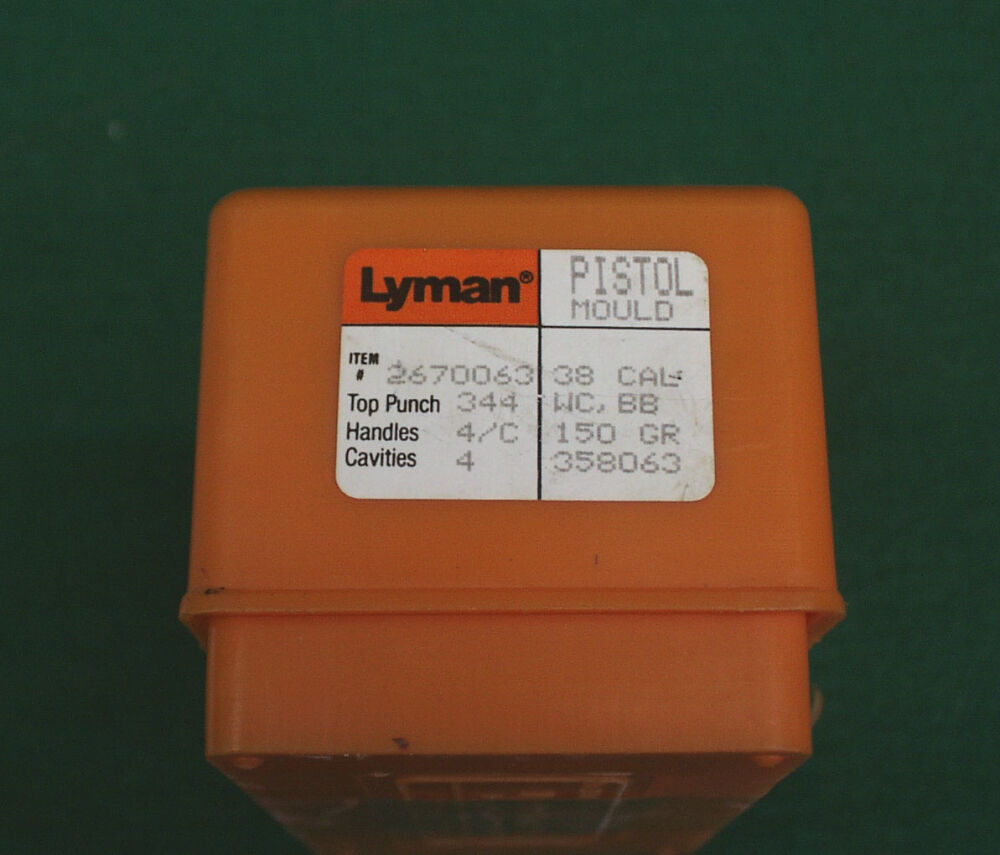 Lyman® PISTOL
MOULD
ITEM
# 2670063 38 CAL
Top Punch 344 WC, BB
Handles 4/C 150 GR
Cavities 4 358063